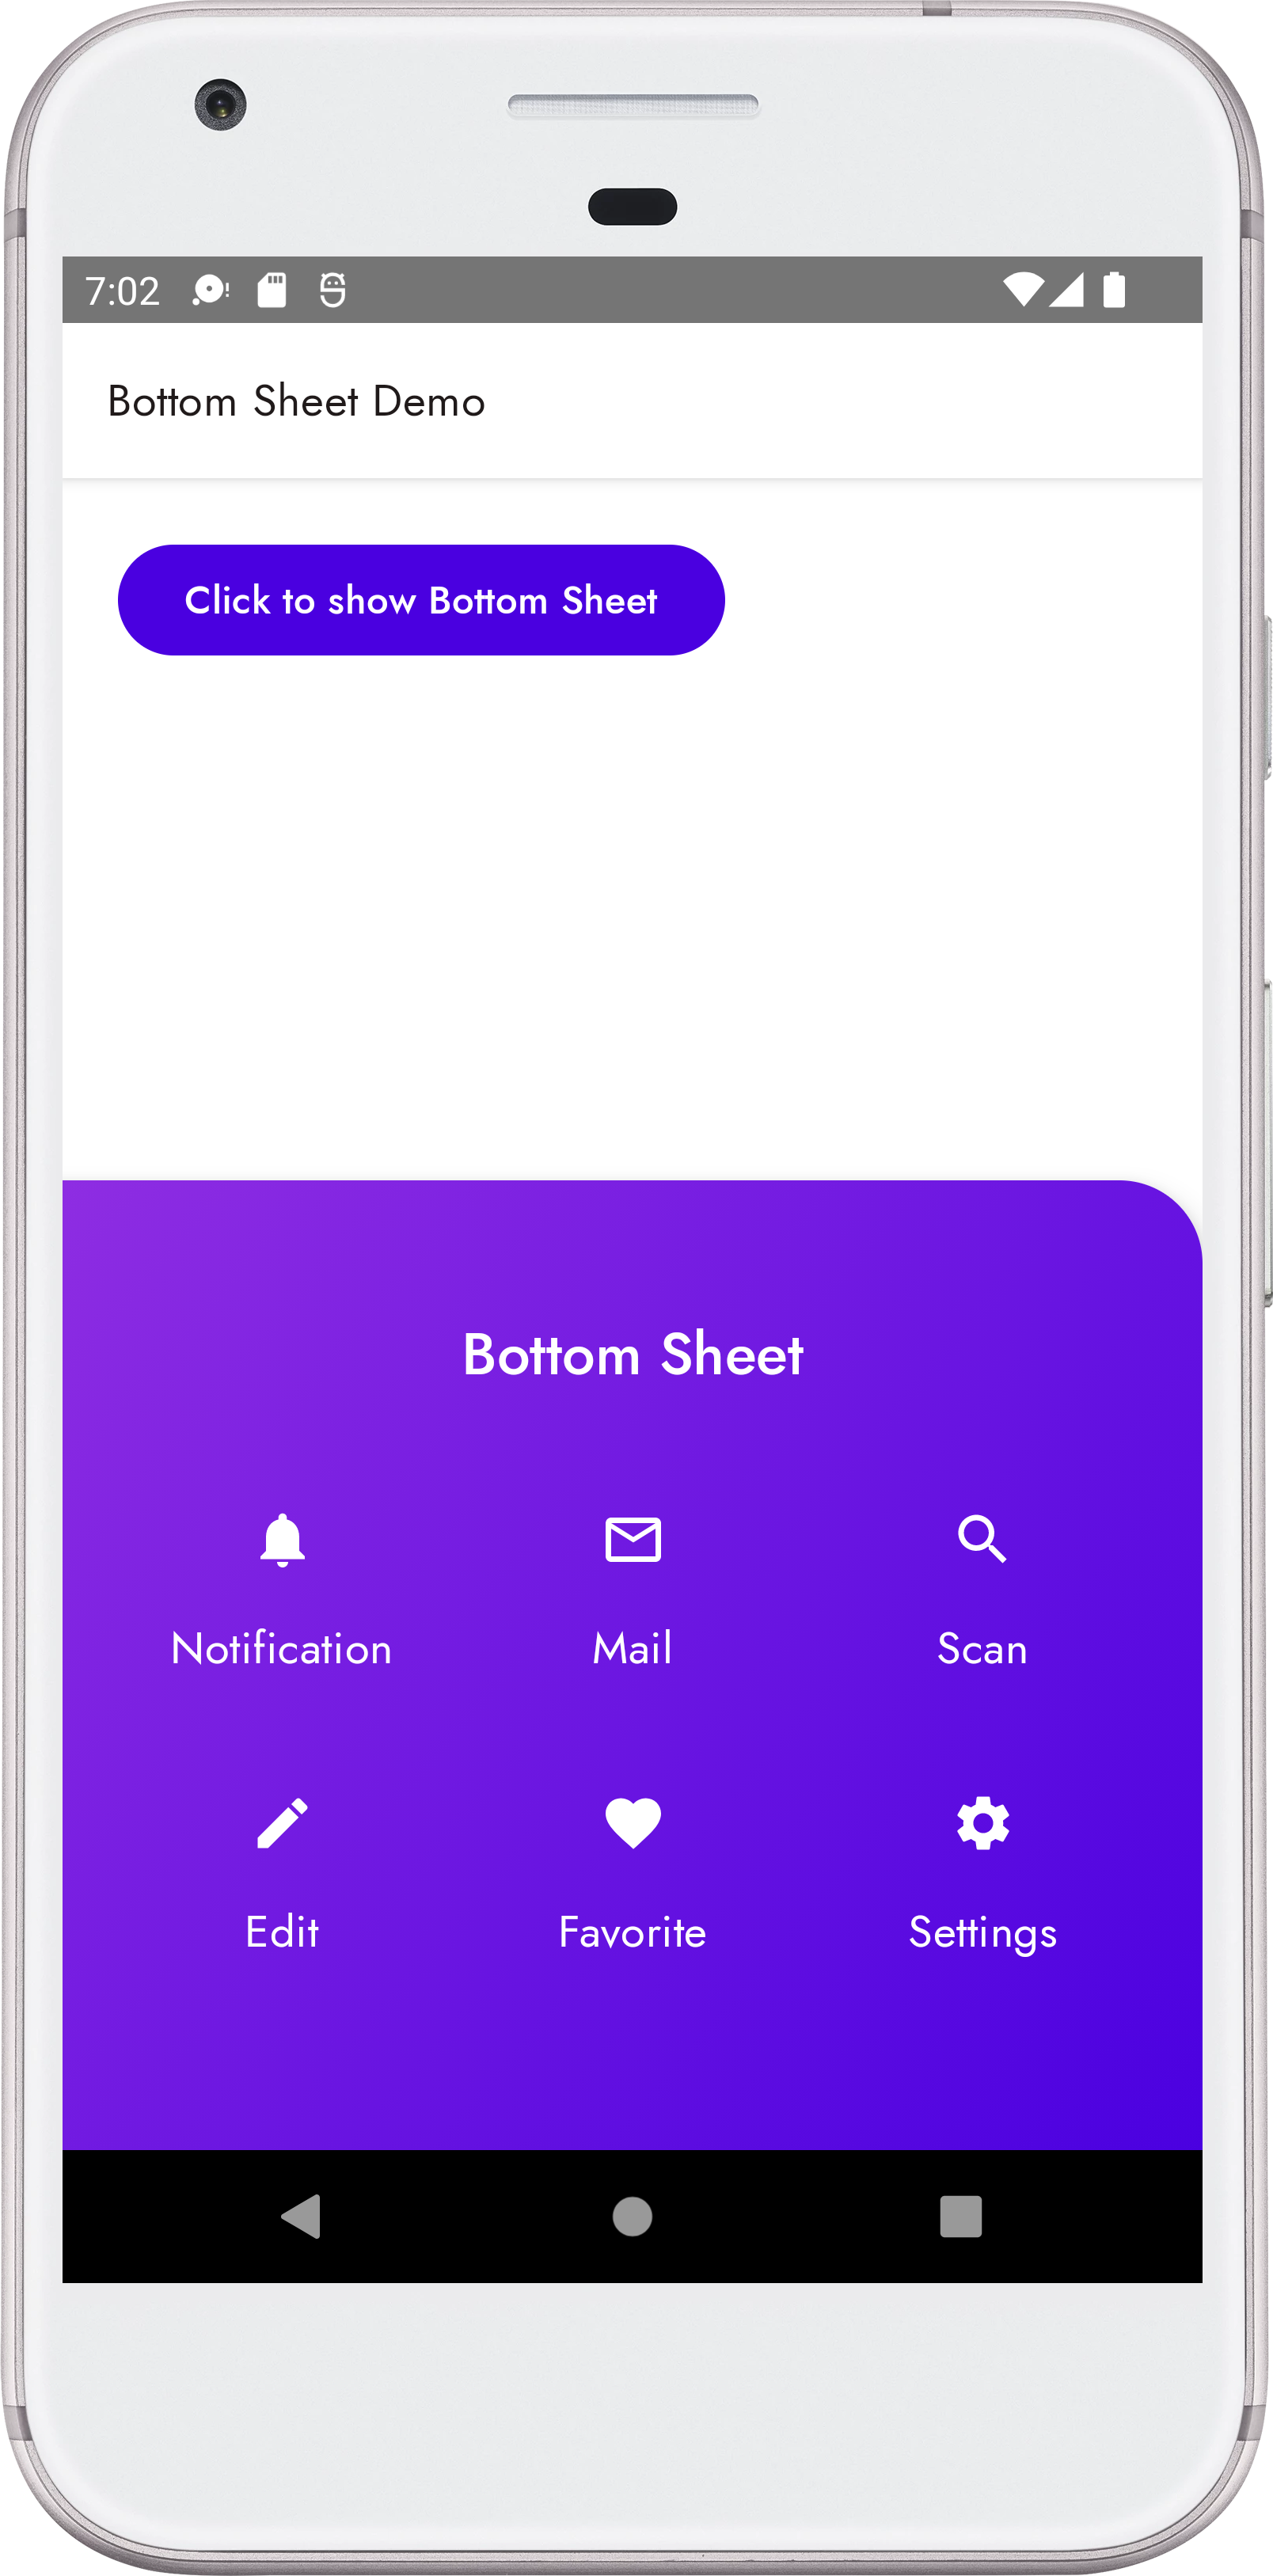 7:02
Bottom Sheet Demo
Click to show Bottom Sheet
Bottom Sheet
Notification
Mail
Scan
Edit
Favorite
Settings